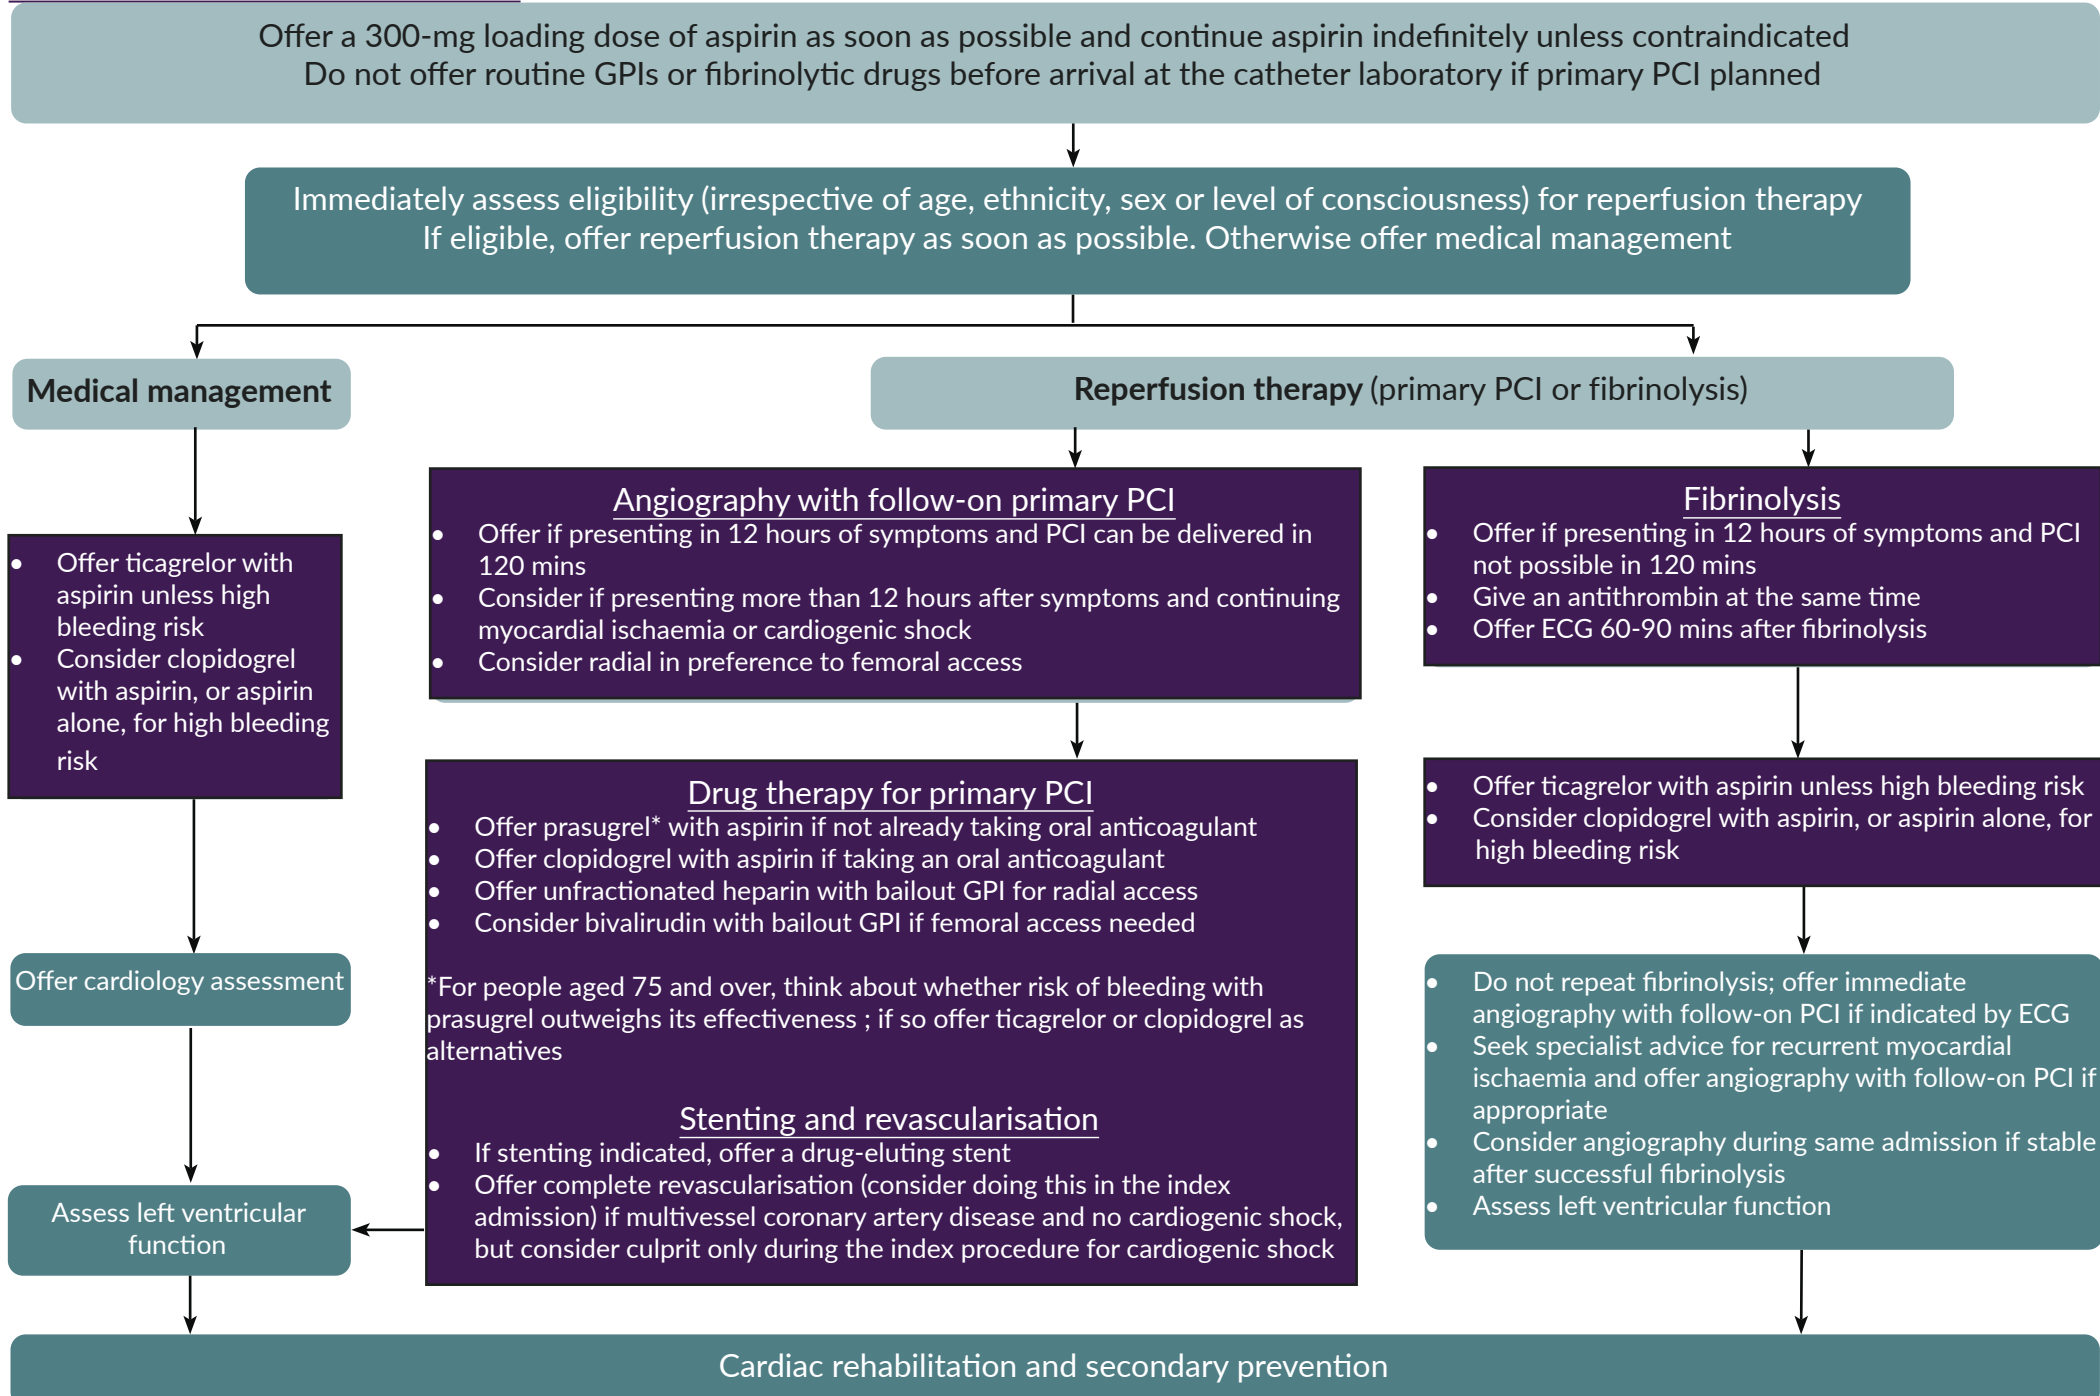 Offer a 300-mg loading dose of aspirin as soon as possible and continue aspirin indefinitely unless contraindicated
Do not offer routine GPIs or fibrinolytic drugs before arrival at the catheter laboratory if primary PCI planned
Immediately assess eligibility (irrespective of age, ethnicity, sex or level of consciousness) for reperfusion therapy
If eligible, offer reperfusion therapy as soon as possible. Otherwise offer medical management
Medical management
Reperfusion therapy (primary PCI or fibrinolysis)
• Offer ticagrelor with
aspirin unless high
bleeding risk
• Consider clopidogrel
with aspirin, or aspirin
alone, for high bleeding
risk
Offer cardiology assessment
Assess left ventricular
function
Angiography with follow-on primary PCI
• Offer if presenting in 12 hours of symptoms and PCI can be delivered in
120 mins
• Consider if presenting more than 12 hours after symptoms and continuing
myocardial ischaemia or cardiogenic shock
• Consider radial in preference to femoral access
Drug therapy for primary PCI
• Offer prasugrel* with aspirin if not already taking oral anticoagulant
• Offer clopidogrel with aspirin if taking an oral anticoagulant
• Offer unfractionated heparin with bailout GPI for radial access
• Consider bivalirudin with bailout GPI if femoral access needed
*For people aged 75 and over, think about whether risk of bleeding with
prasugrel outweighs its effectiveness ; if so offer ticagrelor or clopidogrel as
alternatives
Stenting and revascularisation
• If stenting indicated, offer a drug-eluting stent
• Offer complete revascularisation (consider doing this in the index
admission) if multivessel coronary artery disease and no cardiogenic shock,
but consider culprit only during the index procedure for cardiogenic shock
Fibrinolysis
• Offer if presenting in 12 hours of symptoms and PCI
not possible in 120 mins
• Give an antithrombin at the same time
• Offer ECG 60-90 mins after fibrinolysis
• Offer ticagrelor with aspirin unless high bleeding risk
• Consider clopidogrel with aspirin, or aspirin alone, for
high bleeding risk
• Do not repeat fibrinolysis; offer immediate
angiography with follow-on PCI if indicated by ECG
• Seek specialist advice for recurrent myocardial
ischaemia and offer angiography with follow-on PCI if
appropriate
• Consider angiography during same admission if stable
after successful fibrinolysis
• Assess left ventricular function
Cardiac rehabilitation and secondary prevention